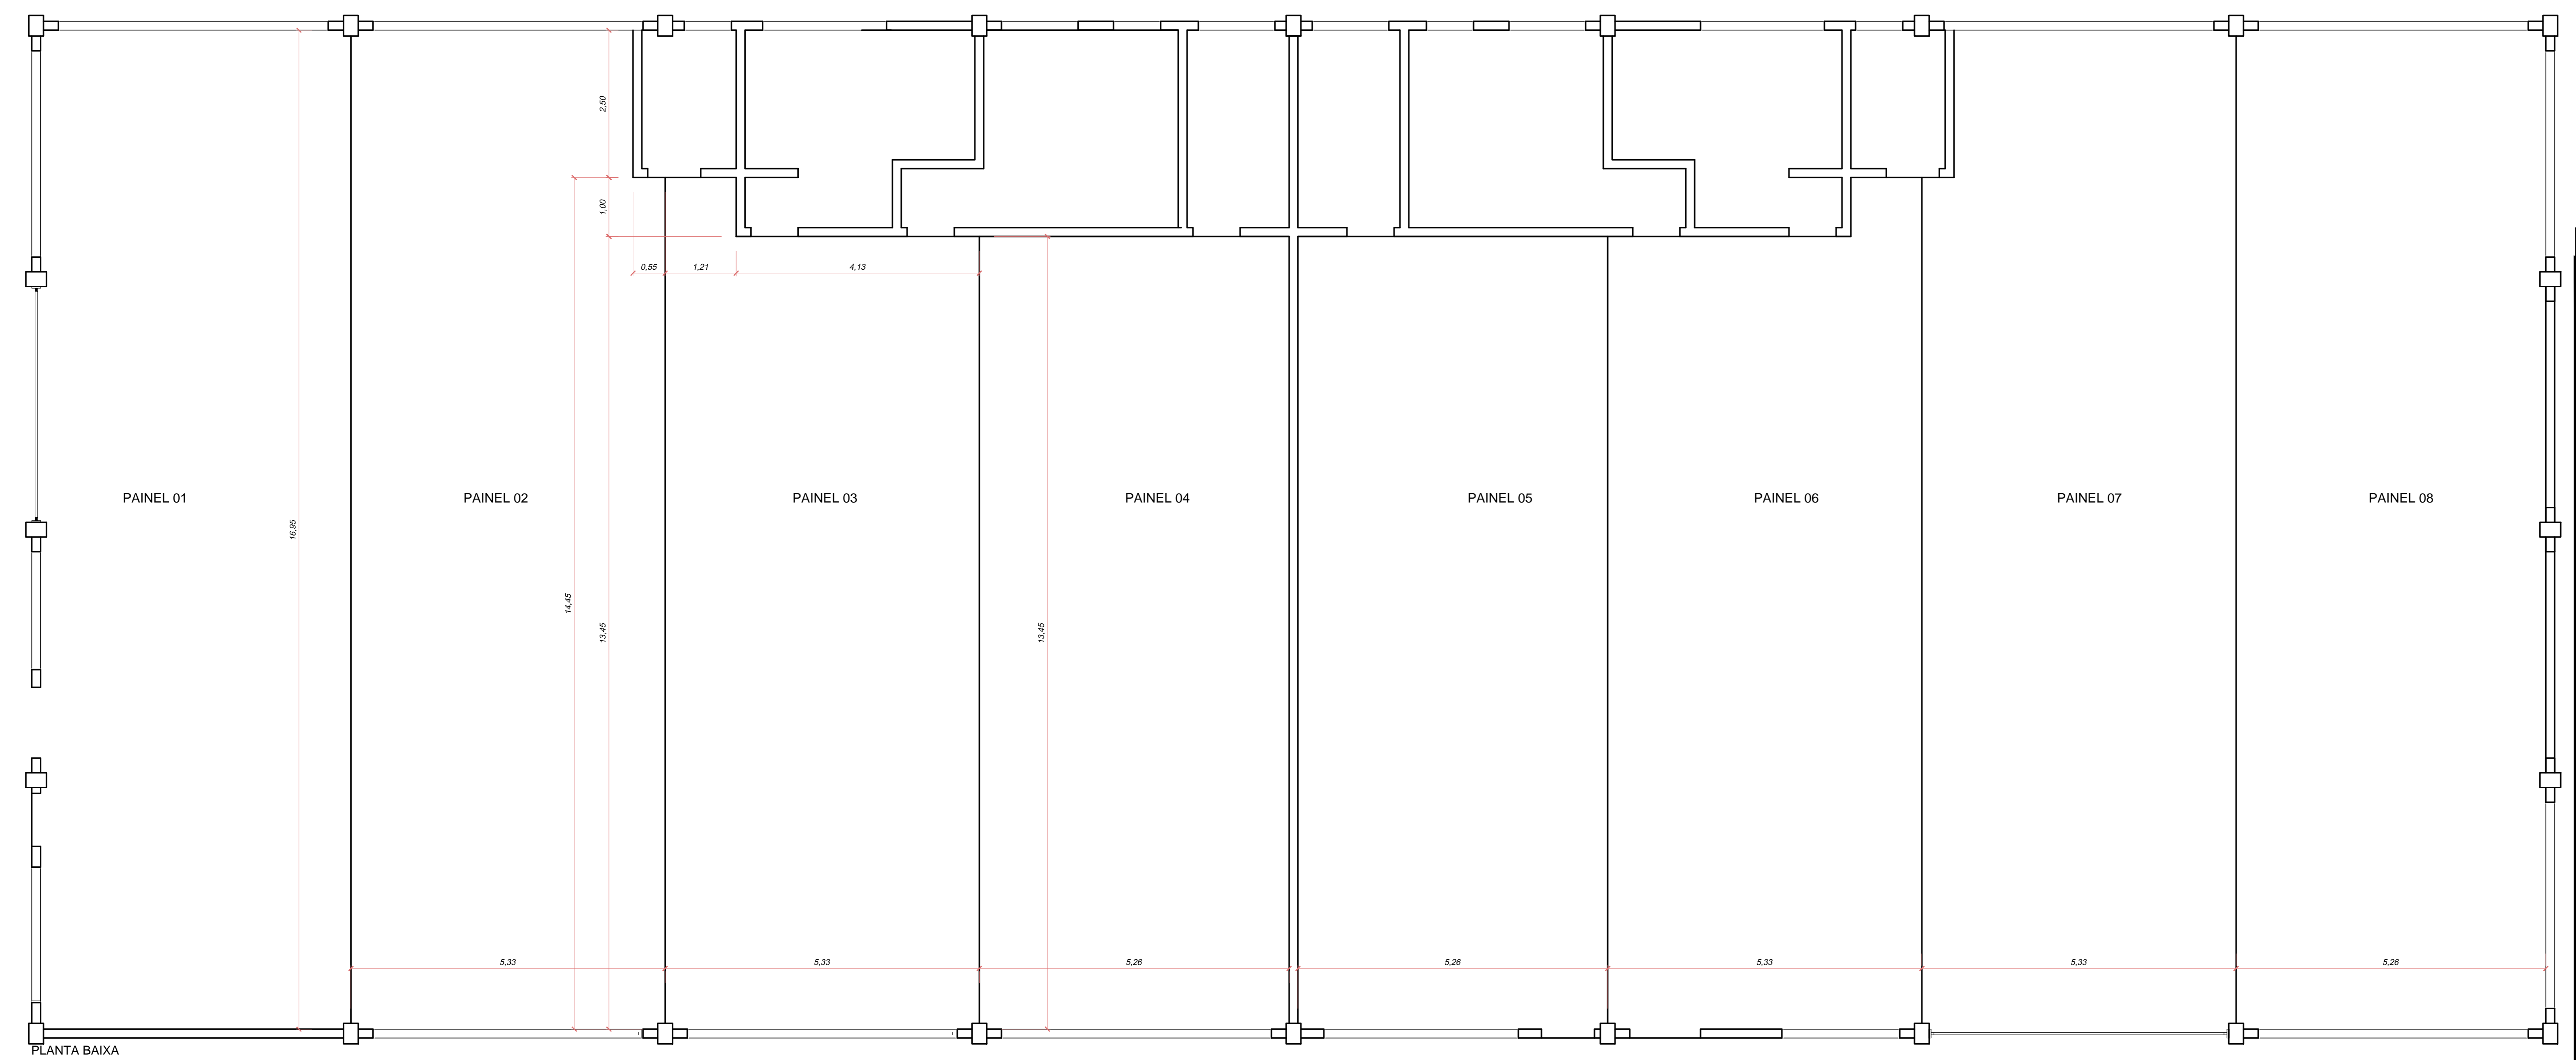 2,50
1,00
0,55
1,21
4,13
PAINEL 01
PAINEL 02
PAINEL 03
PAINEL 04
PAINEL 05
PAINEL 06
PAINEL 07
PAINEL 08
16,95
14,45
13,45
13,45
5,33
5,33
5,26
5,26
5,33
5,33
5,26
PLANTA BAIXA